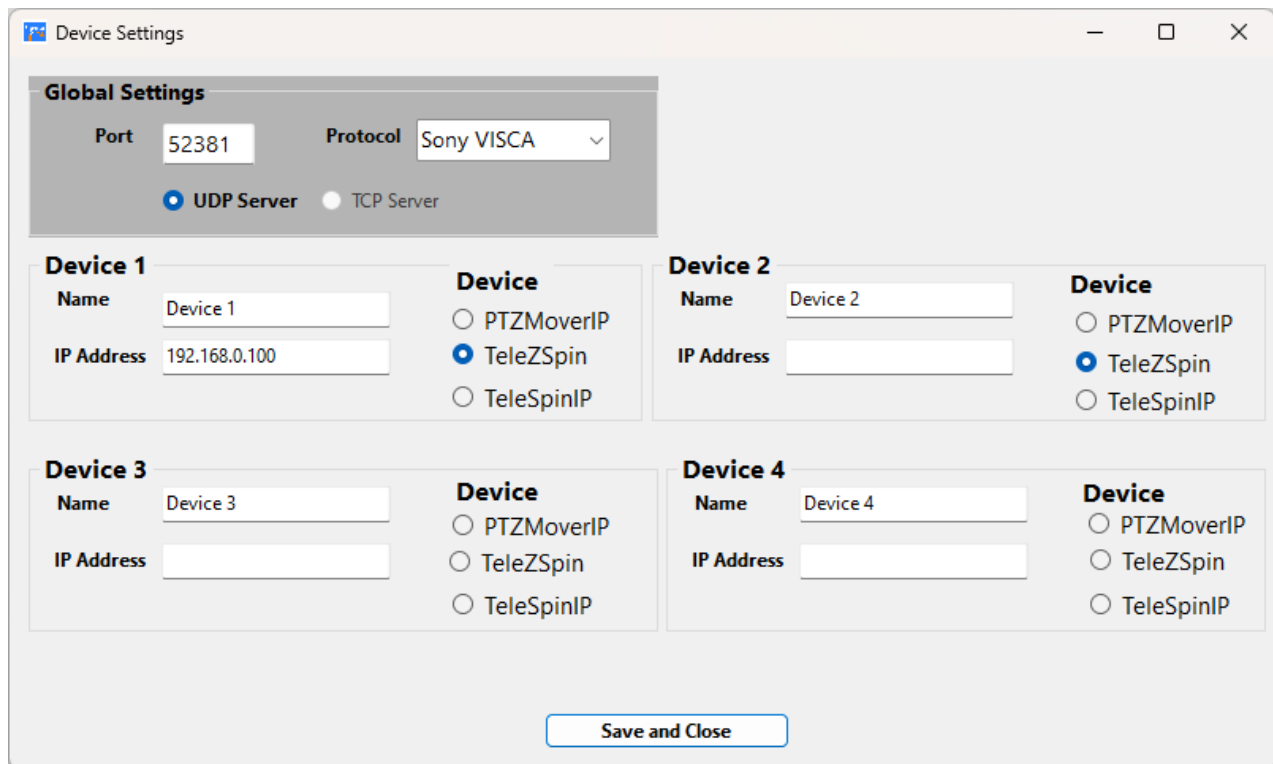 Device Settings
Global Settings
Port 52381 Protocol Sony VISCA
UDP Server TCP Server
Device 1
Name Device 1
IP Address 192.168.0.100
Device
PTZMoverIP
TeleZSpin
TeleSpinIP
Device 2
Name Device 2
IP Address
Device
PTZMoverIP
TeleZSpin
TeleSpinIP
Device 3
Name Device 3
IP Address
Device
PTZMoverIP
TeleZSpin
TeleSpinIP
Device 4
Name Device 4
IP Address
Device
PTZMoverIP
TeleZSpin
TeleSpinIP
Save and Close